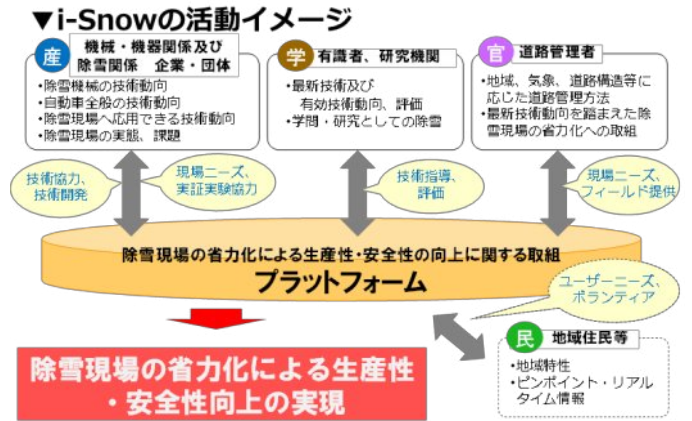 ▼i-Snowの活動イメージ
産
機械・機器関係及び
除雪関係 企業・団体
・除雪機械の技術動向
・自動車全般の技術動向
・除雪現場へ応用できる技術動向
・除雪現場の実態、課題
学
有識者、研究機関
・最新技術及び
有効技術動向、評価
・学問・研究としての除雪
官
道路管理者
・地域、気象、道路構造等に
応じた道路管理方法
・最新技術動向を踏まえた除
雪現場の省力化への取組
技術協力、
技術開発
現場ニーズ、
実証実験協力
技術指導、
評価
現場ニーズ、
フィールド提供
除雪現場の省力化による生産性・安全性の向上に関する取組
プラットフォーム
ユーザーニーズ、
ボランティア
除雪現場の省力化による生産性
・安全性向上の実現
民
地域住民等
・地域特性
・ピンポイント・リアル
タイム情報